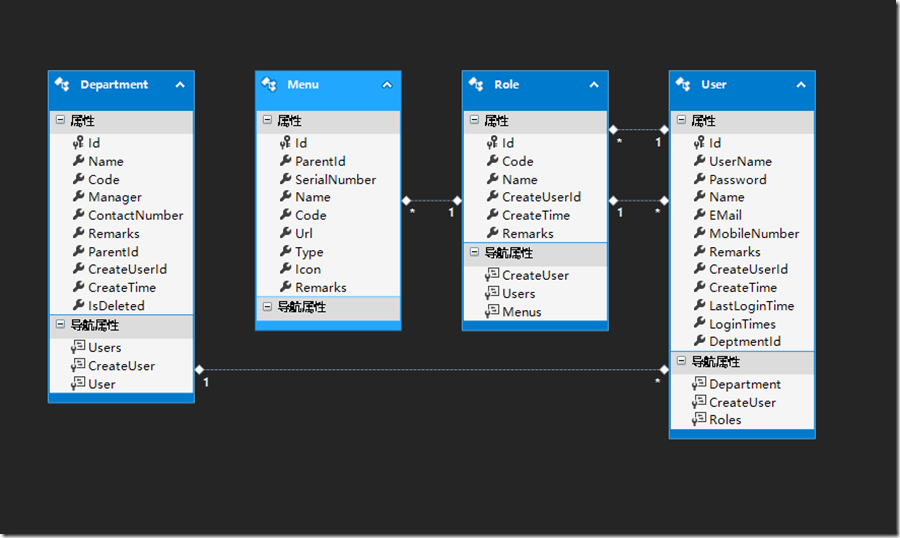 Department
属性
Id
Name
Code
Manager
ContactNumber
Remarks
ParentId
CreateUserId
CreateTime
IsDeleted
导航属性
Users
CreateUser
User
Menu
属性
Id
ParentId
SerialNumber
Name
Code
Url
Type
Icon
Remarks
导航属性
* 1
Role
属性
Id
Code
Name
CreateUserId
CreateTime
Remarks
导航属性
CreateUser
Users
Menus
* 1
1 *
User
属性
Id
UserName
Password
Name
EMail
MobileNumber
Remarks
CreateUserId
CreateTime
LastLoginTime
LoginTimes
DeptmentId
导航属性
Department
CreateUser
Roles
1 *